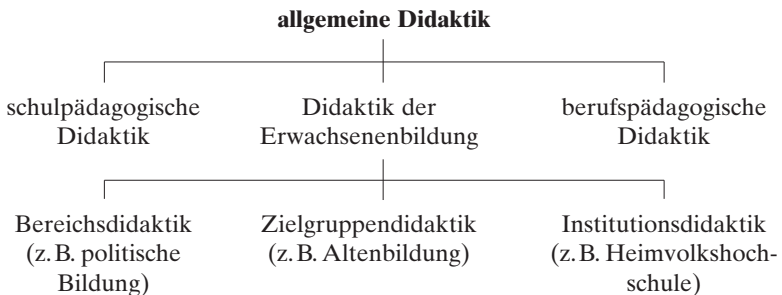 allgemeine Didaktik
schulpädagogische
Didaktik
Didaktik der
Erwachsenenbildung
berufspädagogische
Didaktik
Bereichsdidaktik
(z. B. politische
Bildung)
Zielgruppendidaktik
(z. B. Altenbildung)
Institutionsdidaktik
(z. B. Heimvolkshoch-
schule)